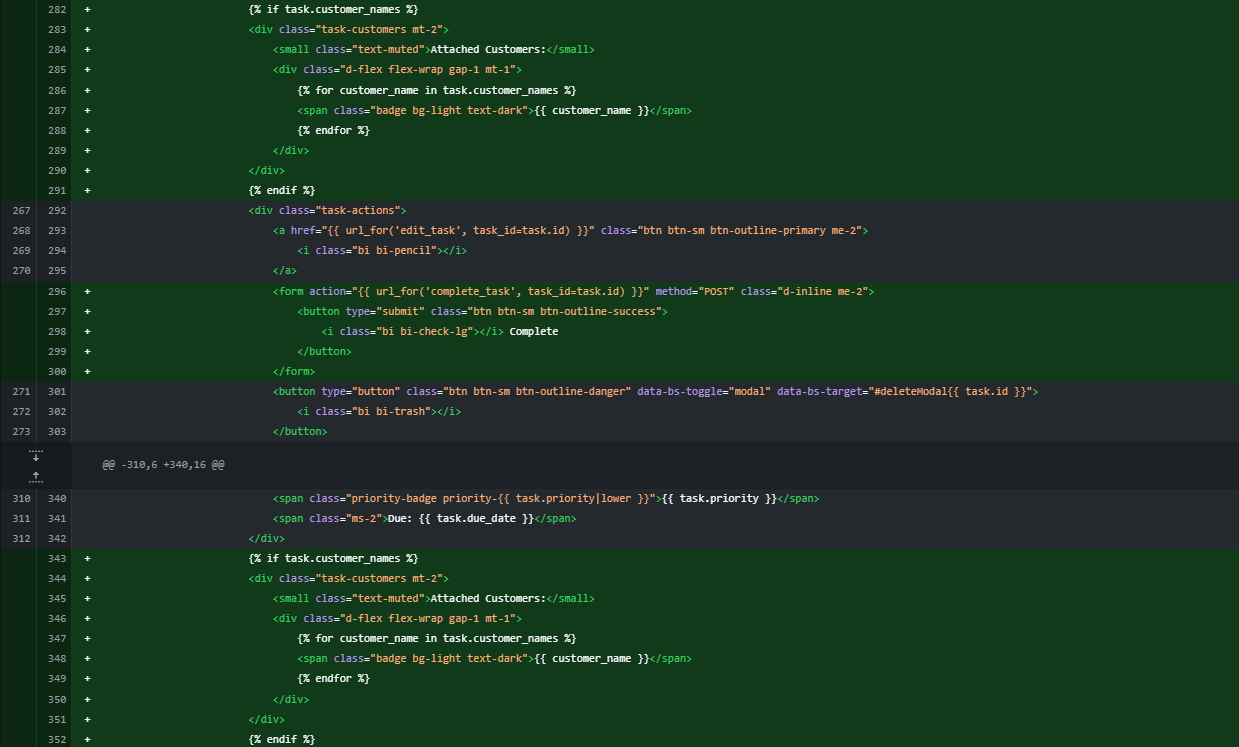 282 + {% if task.customer_names %}
283 + <div class="task-customers mt-2">
284 + <small class="text-muted">Attached Customers:</small>
285 + <div class="d-flex flex-wrap gap-1 mt-1">
286 + {% for customer_name in task.customer_names %}
287 + <span class="badge bg-light text-dark">{{ customer_name }}</span>
288 + {% endfor %}
289 + </div>
290 + </div>
291 + {% endif %}
267 292 <div class="task-actions">
268 293 <a href="{{ url_for('edit_task', task_id=task.id) }}" class="btn btn-sm btn-outline-primary me-2">
269 294 <i class="bi bi-pencil"></i>
270 295 </a>
296 + <form action="{{ url_for('complete_task', task_id=task.id) }}" method="POST" class="d-inline me-2">
297 + <button type="submit" class="btn btn-sm btn-outline-success">
298 + <i class="bi bi-check-lg"></i> Complete
299 + </button>
300 + </form>
271 301 <button type="button" class="btn btn-sm btn-outline-danger" data-bs-toggle="modal" data-bs-target="#deleteModal{{ task.id }}">
272 302 <i class="bi bi-trash"></i>
273 303 </button>
@@ -310,6 +340,16 @@
310 340 <span class="priority-badge priority-{{ task.priority|lower }}">{{ task.priority }}</span>
311 341 <span class="ms-2">Due: {{ task.due_date }}</span>
312 342 </div>
343 + {% if task.customer_names %}
344 + <div class="task-customers mt-2">
345 + <small class="text-muted">Attached Customers:</small>
346 + <div class="d-flex flex-wrap gap-1 mt-1">
347 + {% for customer_name in task.customer_names %}
348 + <span class="badge bg-light text-dark">{{ customer_name }}</span>
349 + {% endfor %}
350 + </div>
351 + </div>
352 + {% endif %}